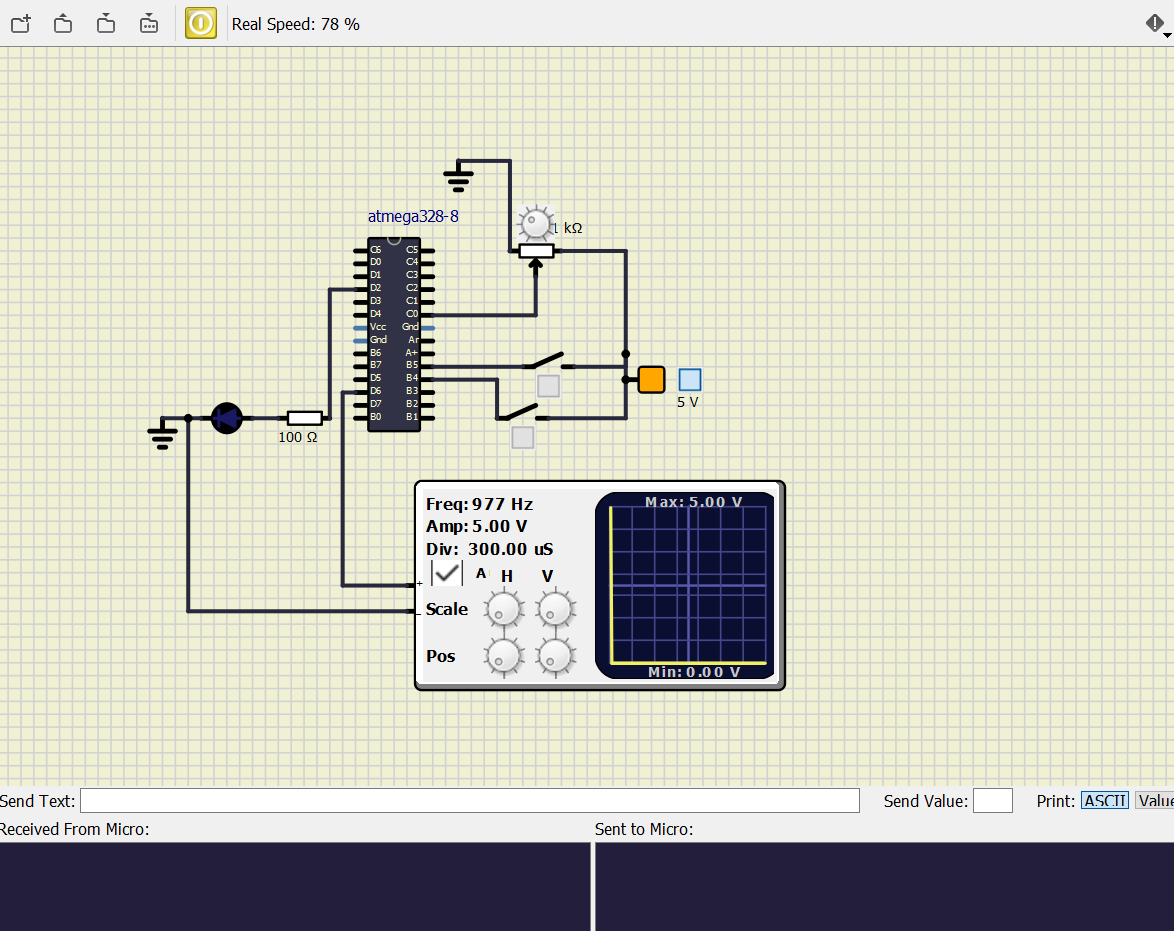 Real Speed: 78 %
atmega328-8
1 kΩ
C6 C5
D0 C4
D1 C3
D2 C2
D3 C1
D4 C0
Vcc Gnd
Gnd Ar
B6 A+
B7 B5
D5 B4
D6 B3
D7 B2
B0 B1
5 V
100 Ω
Freq: 977 Hz
Amp: 5.00 V
Div: 300.00 uS
A H V
+
Scale
-
Pos
Max: 5.00 V
Min: 0.00 V
Send Text:
Send Value:
Print: ASCII Value
Received From Micro:
Sent to Micro: